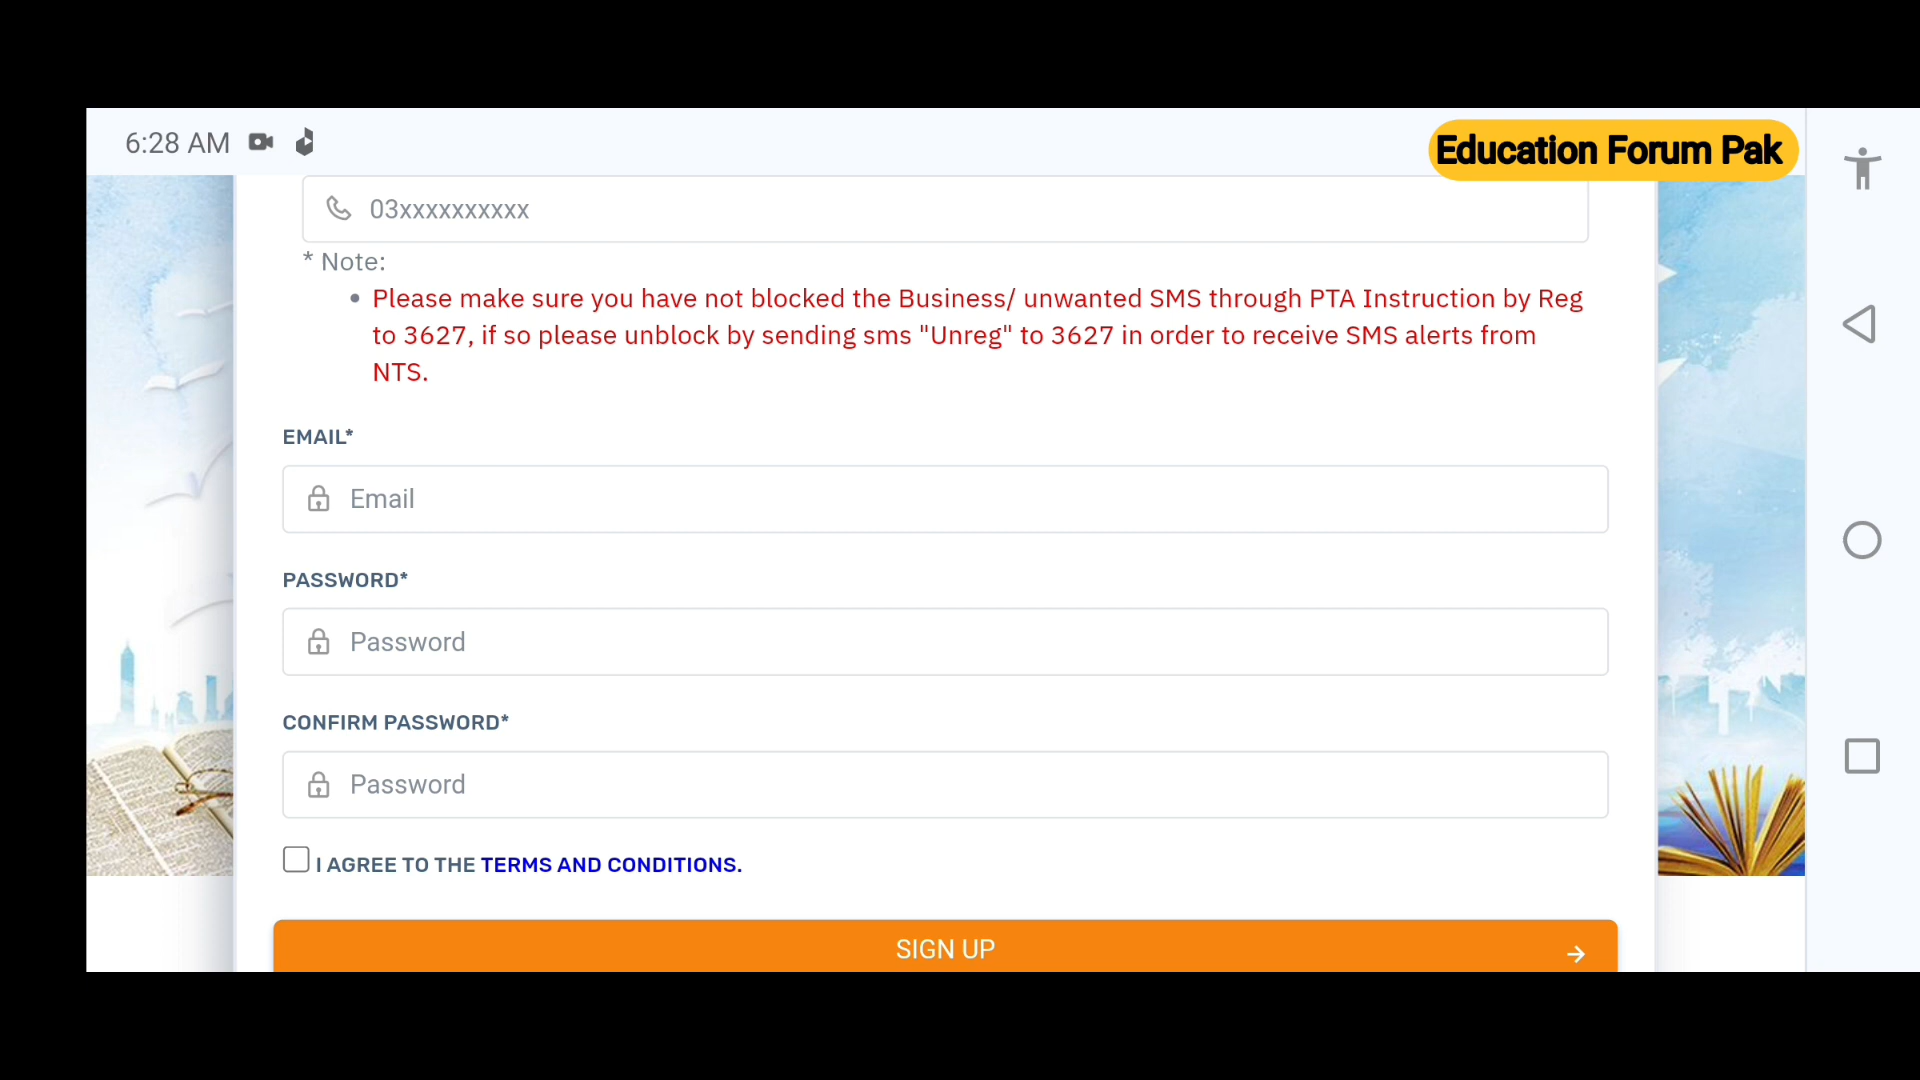 6:28 AM
Education Forum Pak
03xxxxxxxxxx
* Note:
• Please make sure you have not blocked the Business/ unwanted SMS through PTA Instruction by Reg
to 3627, if so please unblock by sending sms "Unreg" to 3627 in order to receive SMS alerts from
NTS.
EMAIL*
Email
PASSWORD*
Password
CONFIRM PASSWORD*
Password
I AGREE TO THE TERMS AND CONDITIONS.
SIGN UP